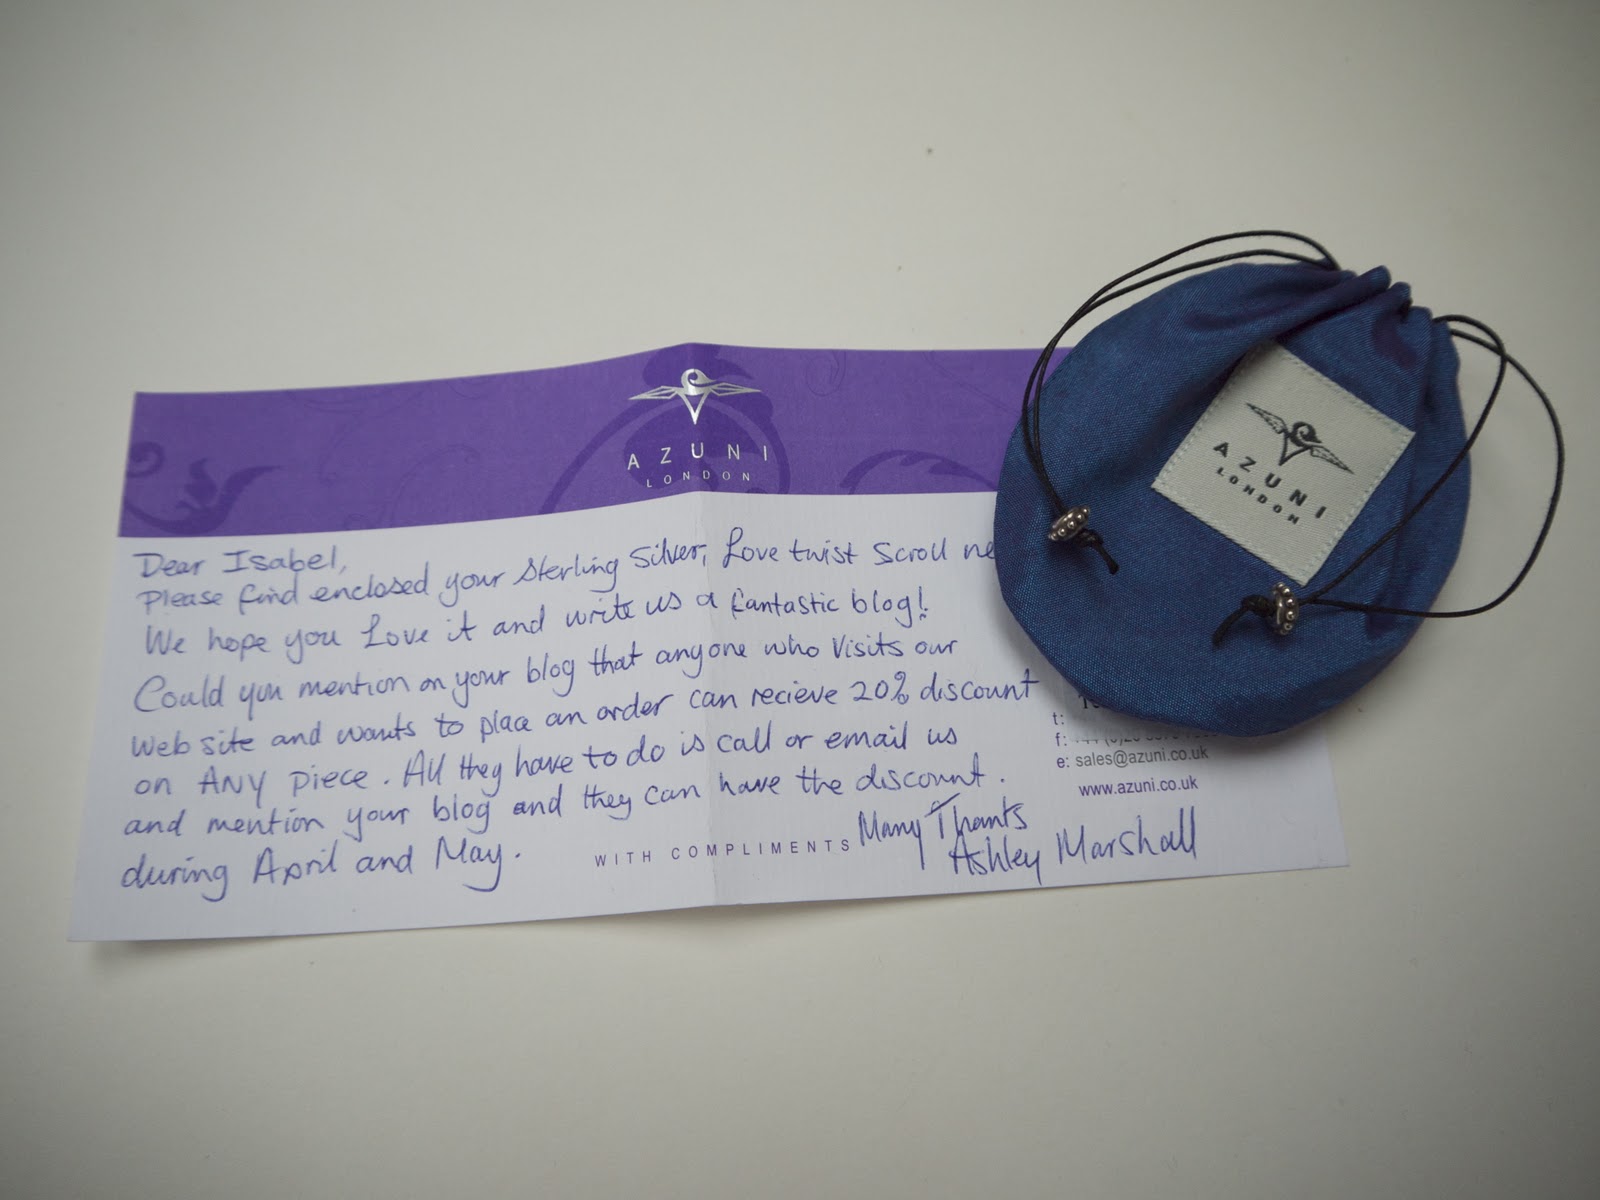 AZUNI
LONDON
Dear Isabel,
Please find enclosed your Sterling Silver, Love twist Scroll
We hope you Love it and write us a fantastic blog!
Could you mention on your blog that anyone who visits our
Web site and wants to place an order can recieve 20% discount
on ANY piece. All they have to do is call or email us
and mention your blog and they can have the discount.
during April and May.
WITH COMPLIMENTS
Many Thanks
Ashley Marshall
t:
f:
e: sales@azuni.co.uk
www.azuni.co.uk
AZUNI
LONDON